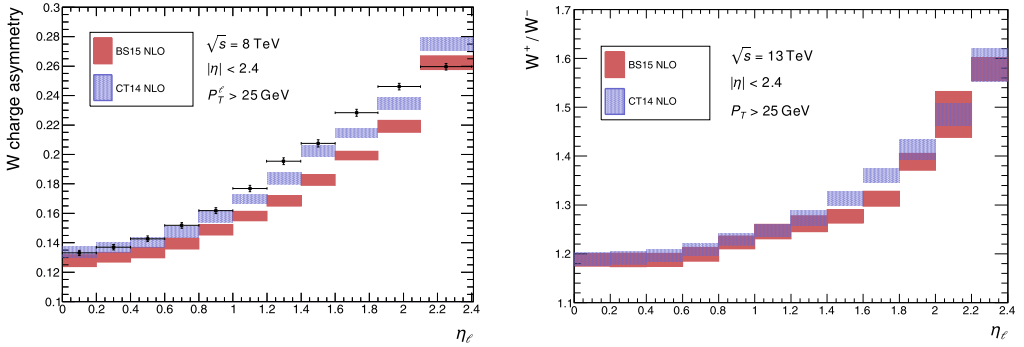 W charge asymmetry
0.3
0.28
0.26
0.24
0.22
0.2
0.18
0.16
0.14
0.12
0.1
BS15 NLO
CT14 NLO
√s = 8 TeV
|η| < 2.4
P_T^ℓ > 25 GeV
0 0.2 0.4 0.6 0.8 1 1.2 1.4 1.6 1.8 2 2.2 2.4
η_ℓ
W⁺ / W⁻
1.7
1.6
1.5
1.4
1.3
1.2
1.1
BS15 NLO
CT14 NLO
√s = 13 TeV
|η| < 2.4
P_T > 25 GeV
0 0.2 0.4 0.6 0.8 1 1.2 1.4 1.6 1.8 2 2.2 2.4
η_ℓ